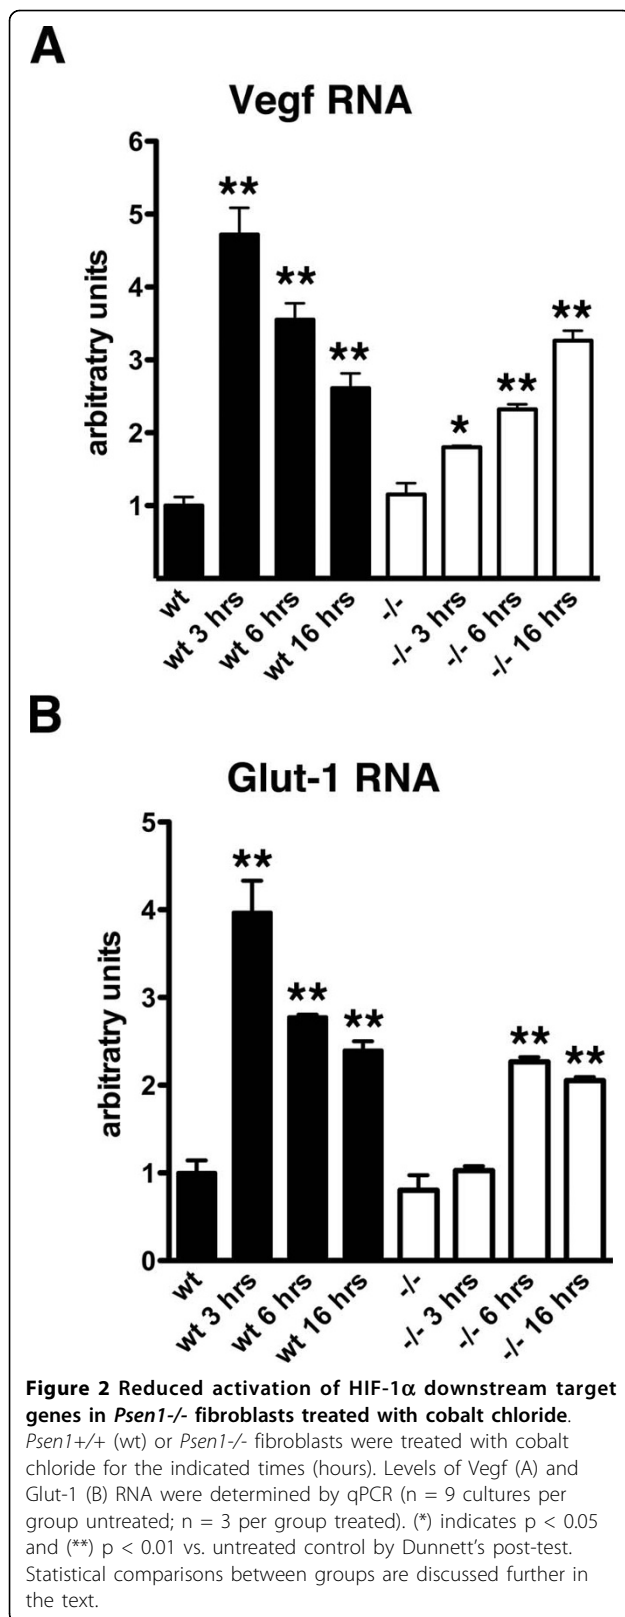 A
Vegf RNA
6
5
4
3
2
1
arbitratry units
**
**
**
*
**
**
wt
wt 3 hrs
wt 6 hrs
wt 16 hrs
-/-
-/- 3 hrs
-/- 6 hrs
-/- 16 hrs
B
Glut-1 RNA
5
4
3
2
1
0
arbitratry units
**
**
**
**
**
wt
wt 3 hrs
wt 6 hrs
wt 16 hrs
-/-
-/- 3 hrs
-/- 6 hrs
-/- 16 hrs
Figure 2 Reduced activation of HIF-1α downstream target
genes in Psen1-/- fibroblasts treated with cobalt chloride.
Psen1+/+ (wt) or Psen1-/- fibroblasts were treated with cobalt
chloride for the indicated times (hours). Levels of Vegf (A) and
Glut-1 (B) RNA were determined by qPCR (n = 9 cultures per
group untreated; n = 3 per group treated). (*) indicates p < 0.05
and (**) p < 0.01 vs. untreated control by Dunnett's post-test.
Statistical comparisons between groups are discussed further in
the text.